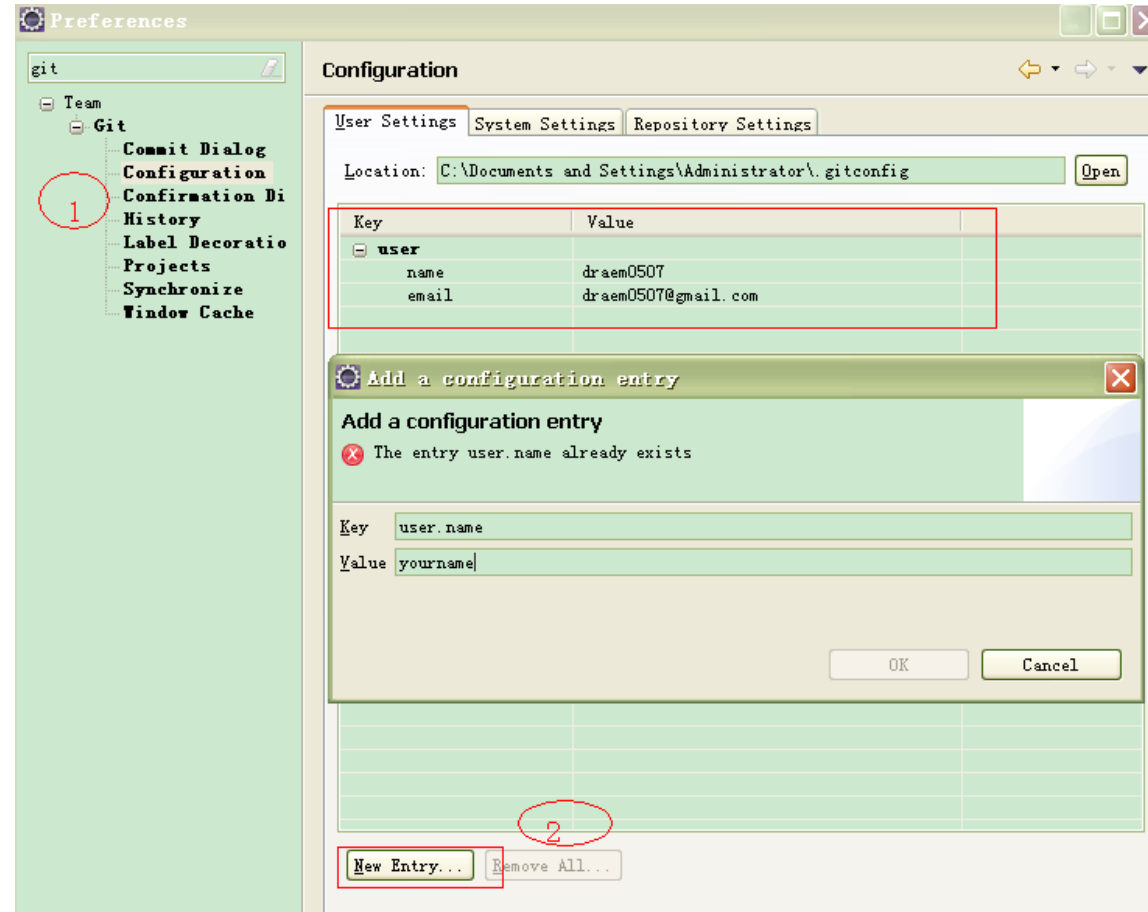 Preferences
git
Configuration
Team
Git
Commit Dialog
Configuration
Confirmation Di
History
Label Decoratio
Projects
Synchronize
Window Cache
1
User Settings
System Settings
Repository Settings
Location: C:\Documents and Settings\Administrator\.gitconfig
Open
Key Value
user
name draem0507
email draem0507@gmail.com
Add a configuration entry
Add a configuration entry
The entry user.name already exists
Key user.name
Value yourname
OK Cancel
2
New Entry... Remove All...